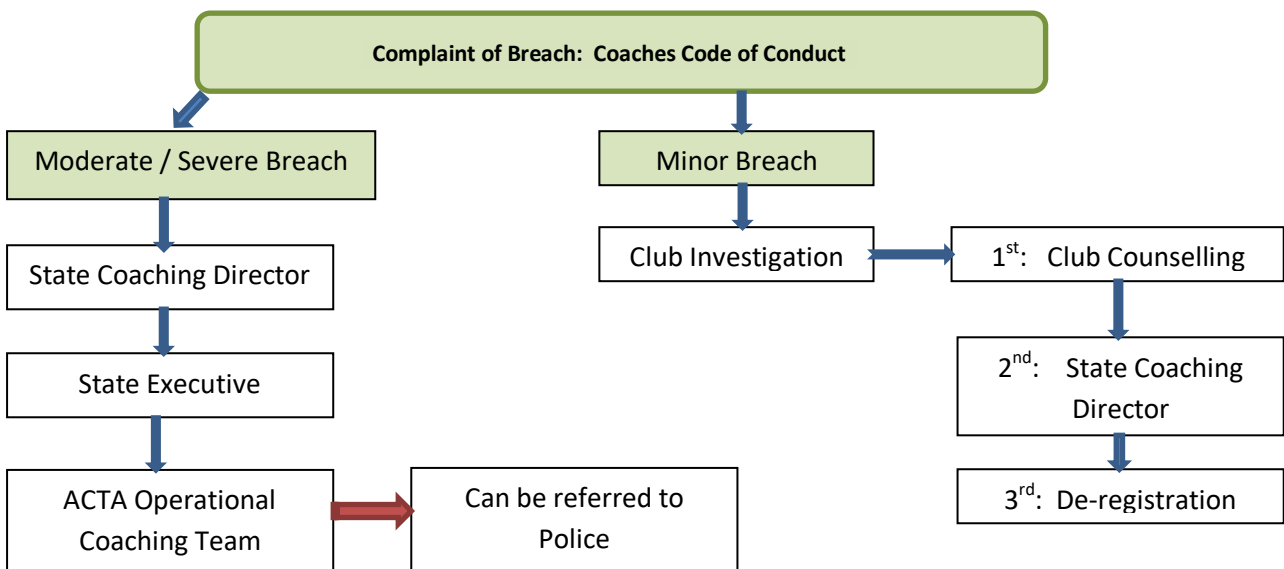 Complaint of Breach: Coaches Code of Conduct
Moderate / Severe Breach
Minor Breach
State Coaching Director
Club Investigation
1st: Club Counselling
State Executive
2nd: State Coaching
Director
ACTA Operational
Coaching Team
Can be referred to
Police
3rd: De-registration